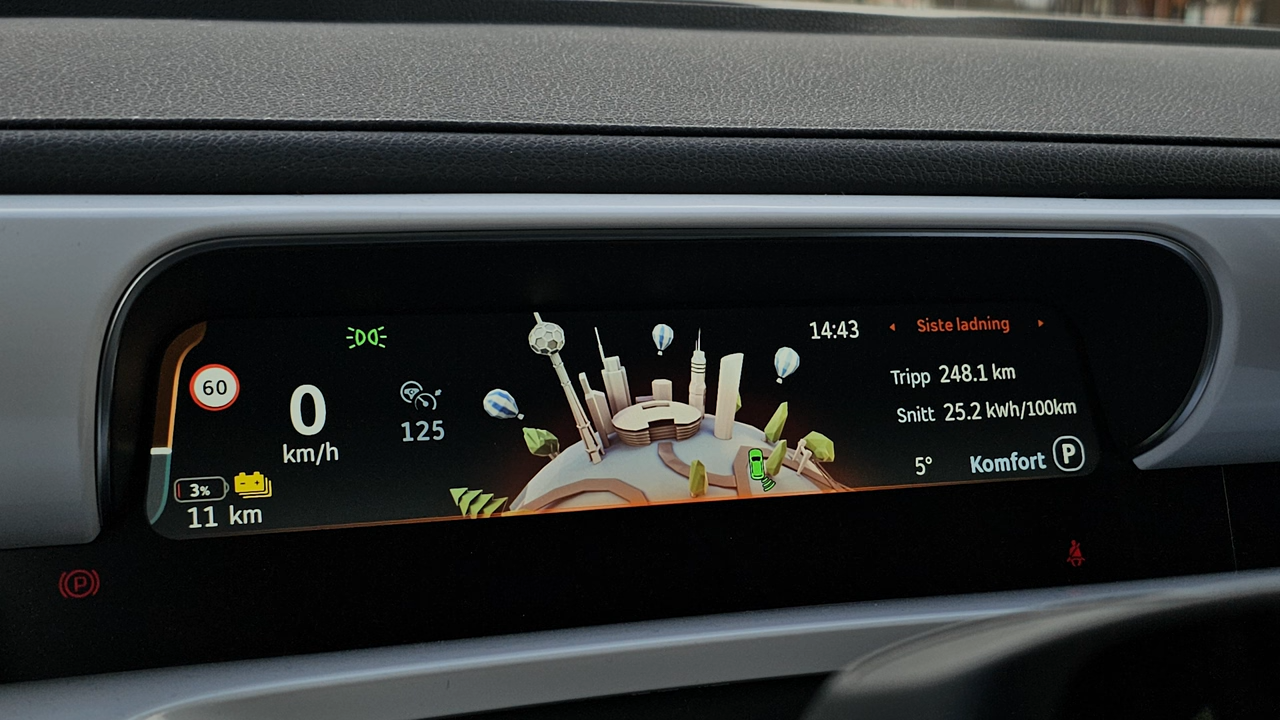 60
0
km/h
125
3%
11 km
14:43
Siste ladning
Tripp 248.1 km
Snitt 25.2 kWh/100km
5° Komfort P
P